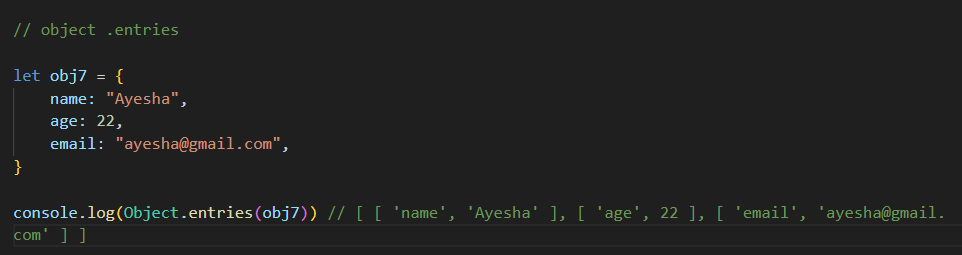 // object .entries
let obj7 = {
    name: "Ayesha",
    age: 22,
    email: "ayesha@gmail.com",
}
console.log(Object.entries(obj7)) // [ [ 'name', 'Ayesha' ], [ 'age', 22 ], [ 'email', 'ayesha@gmail.
com' ] ]